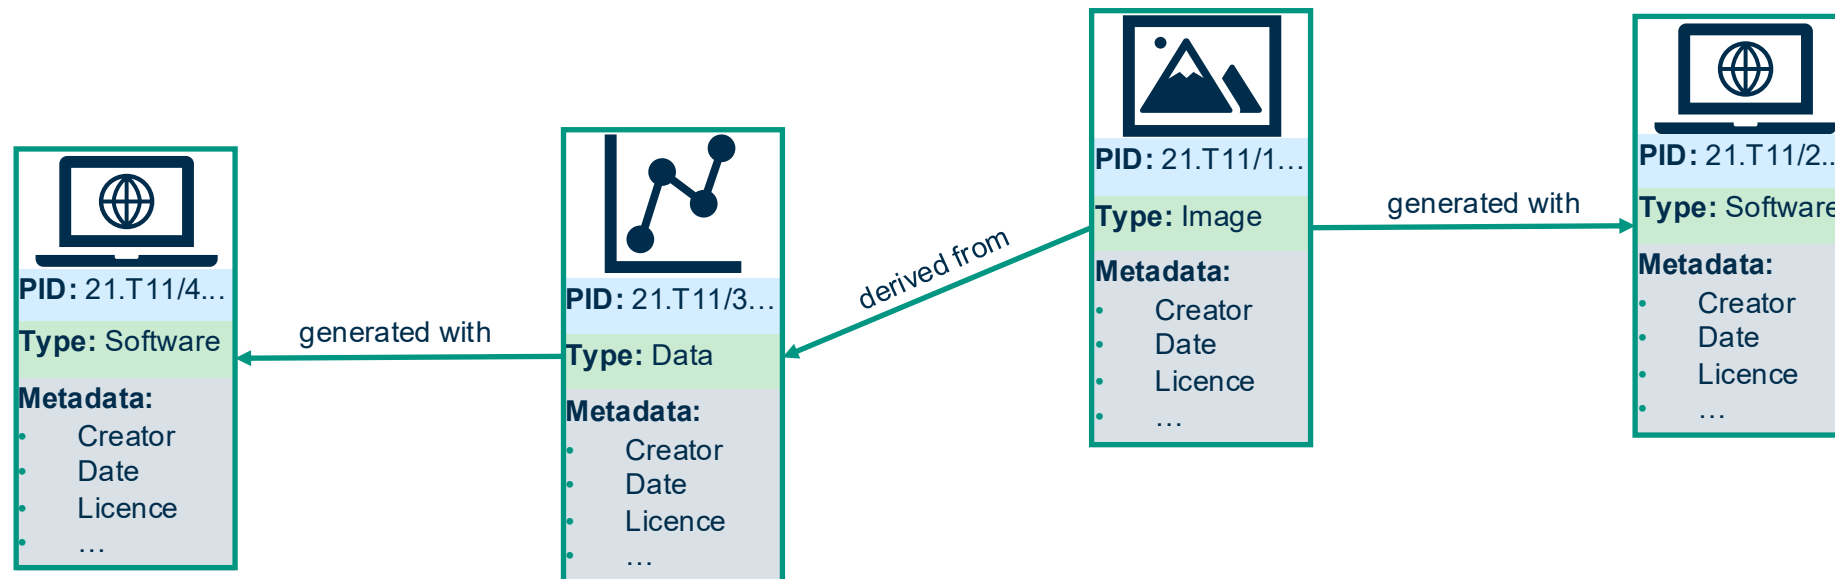 PID: 21.T11/4...
Type: Software
Metadata:
• Creator
• Date
• Licence
• ...
generated with
PID: 21.T11/3...
Type: Data
Metadata:
• Creator
• Date
• Licence
• ...
derived from
PID: 21.T11/1...
Type: Image
Metadata:
• Creator
• Date
• Licence
• ...
generated with
PID: 21.T11/2..
Type: Software
Metadata:
• Creator
• Date
• Licence
• ...